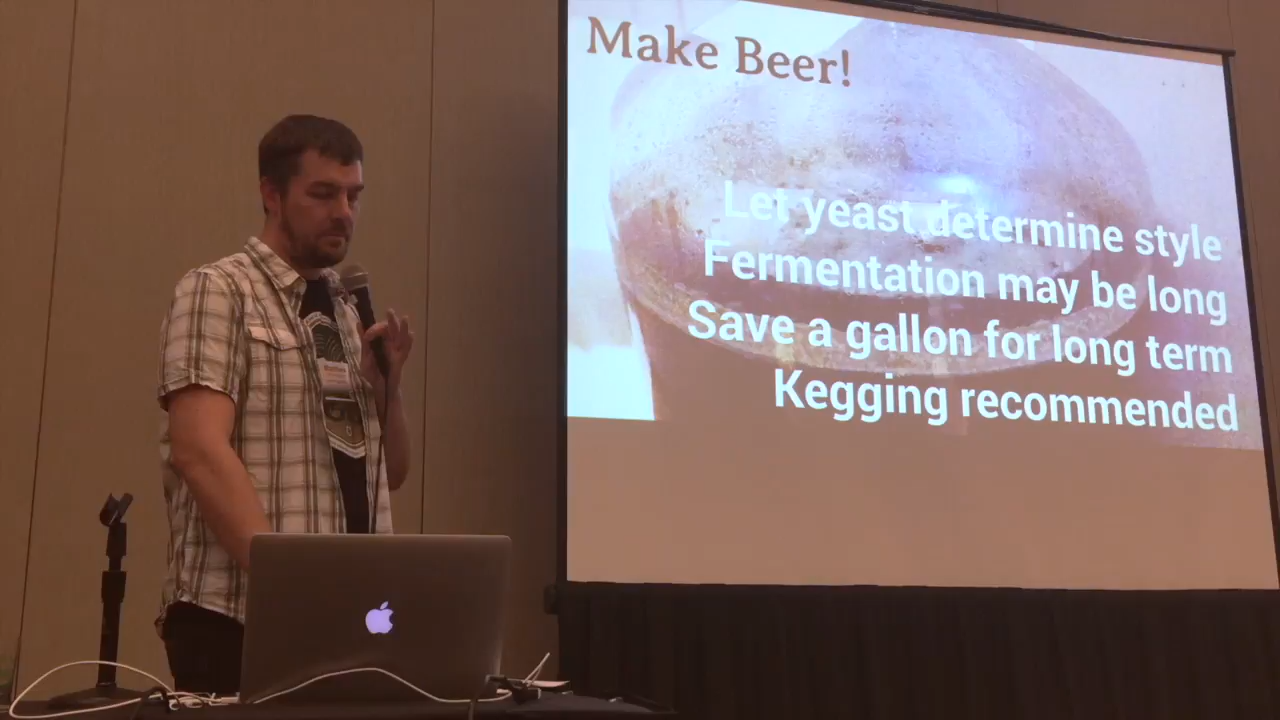 Make Beer!
Let yeast determine style
Fermentation may be long
Save a gallon for long term
Kegging recommended